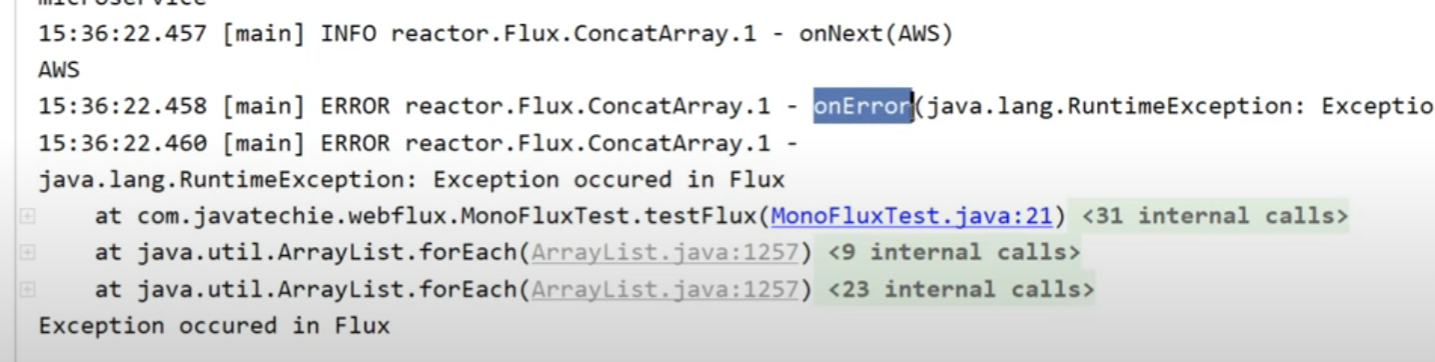 microservice
15:36:22.457 [main] INFO reactor.Flux.ConcatArray.1 - onNext(AWS)
AWS
15:36:22.458 [main] ERROR reactor.Flux.ConcatArray.1 - onError(java.lang.RuntimeException: Exceptio
15:36:22.460 [main] ERROR reactor.Flux.ConcatArray.1 -
java.lang.RuntimeException: Exception occured in Flux
at com.javatechie.webflux.MonoFluxTest.testFlux(MonoFluxTest.java:21) <31 internal calls>
at java.util.ArrayList.forEach(ArrayList.java:1257) <9 internal calls>
at java.util.ArrayList.forEach(ArrayList.java:1257) <23 internal calls>
Exception occured in Flux